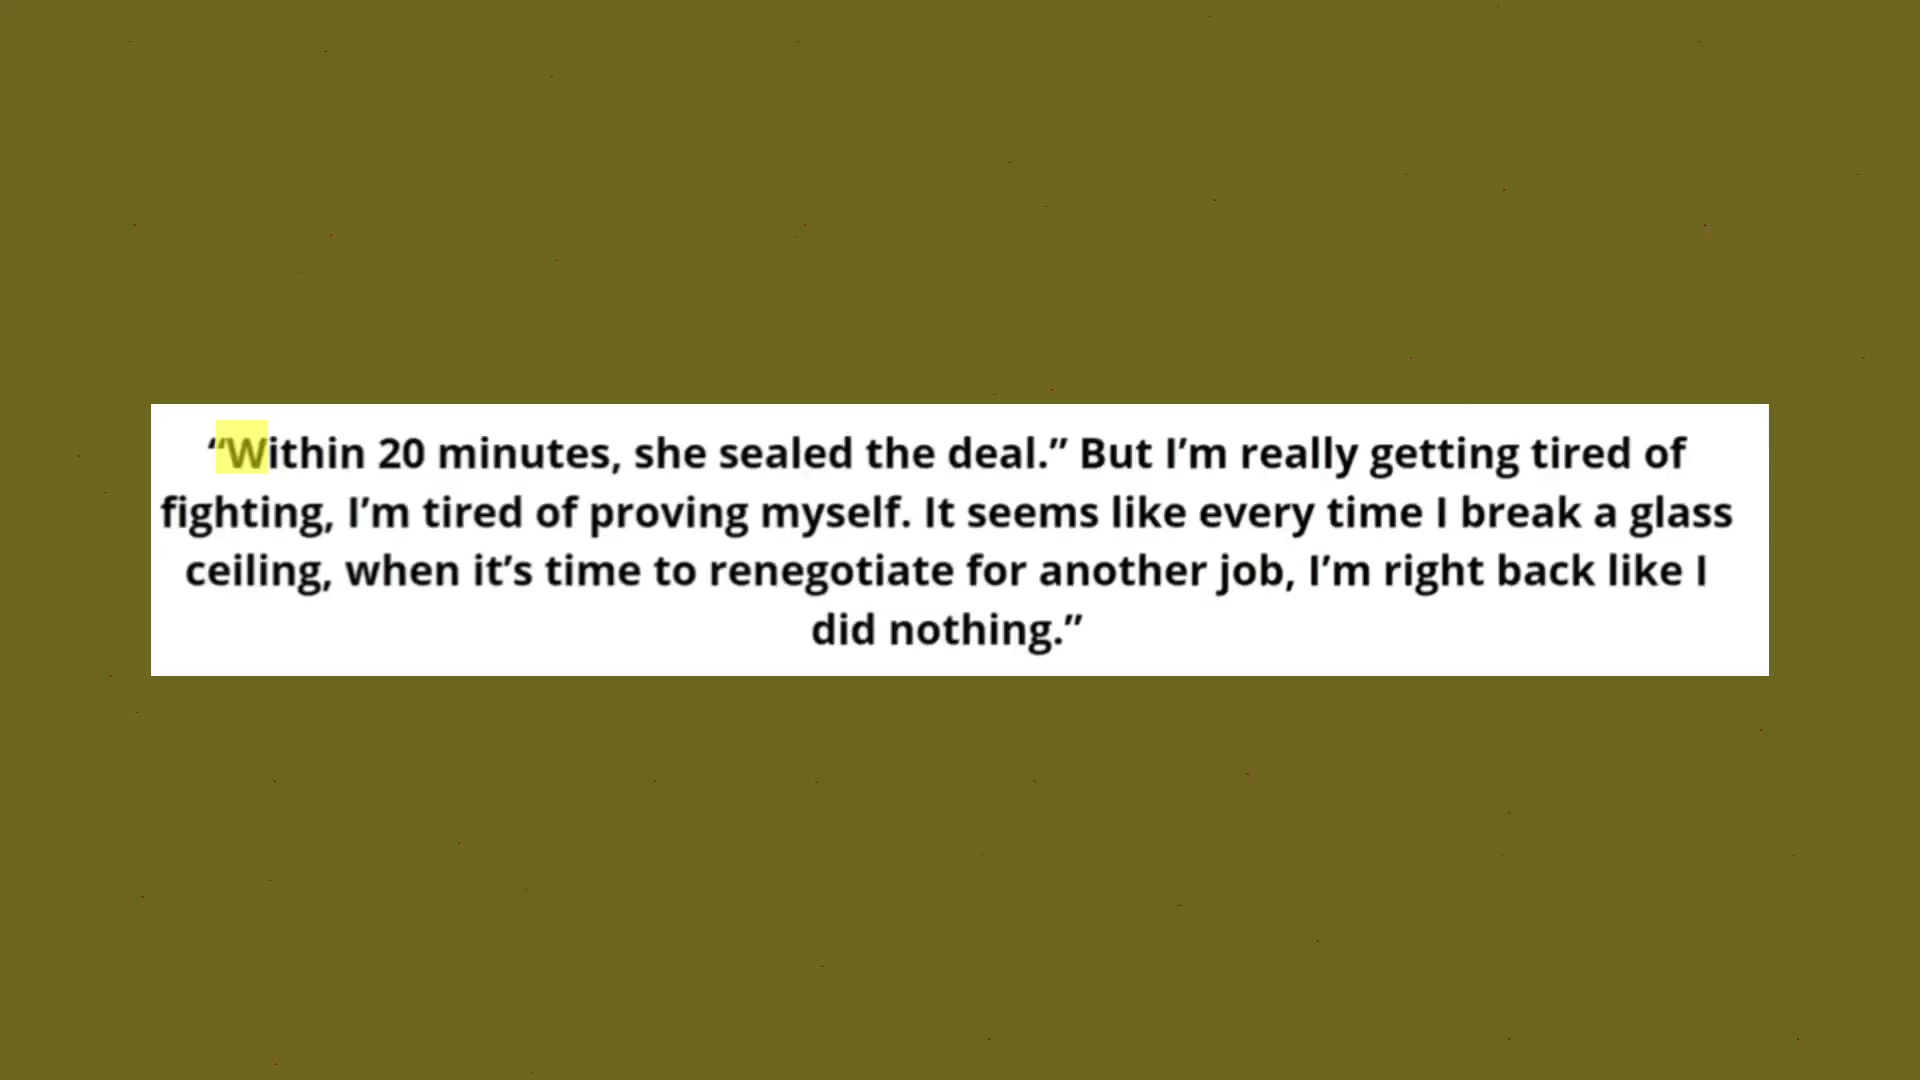 “Within 20 minutes, she sealed the deal.” But I’m really getting tired of
fighting, I’m tired of proving myself. It seems like every time I break a glass
ceiling, when it’s time to renegotiate for another job, I’m right back like I
did nothing.”